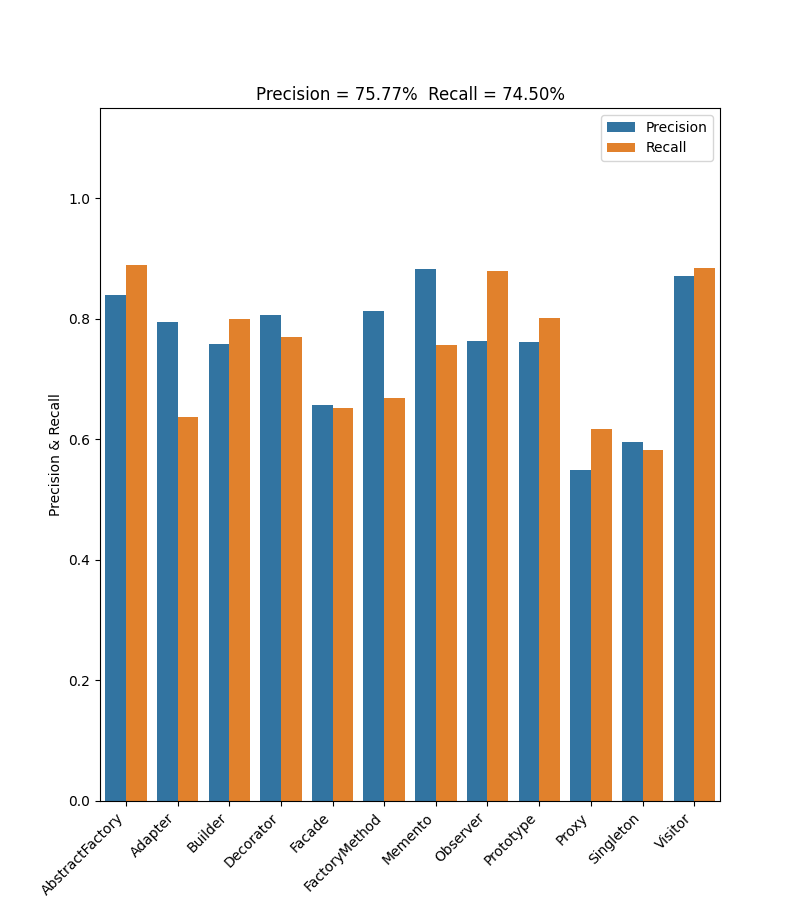 Precision = 75.77%  Recall = 74.50%
Precision
Recall
Precision & Recall
1.0
0.8
0.6
0.4
0.2
0.0
AbstractFactory
Adapter
Builder
Decorator
Facade
FactoryMethod
Memento
Observer
Prototype
Proxy
Singleton
Visitor